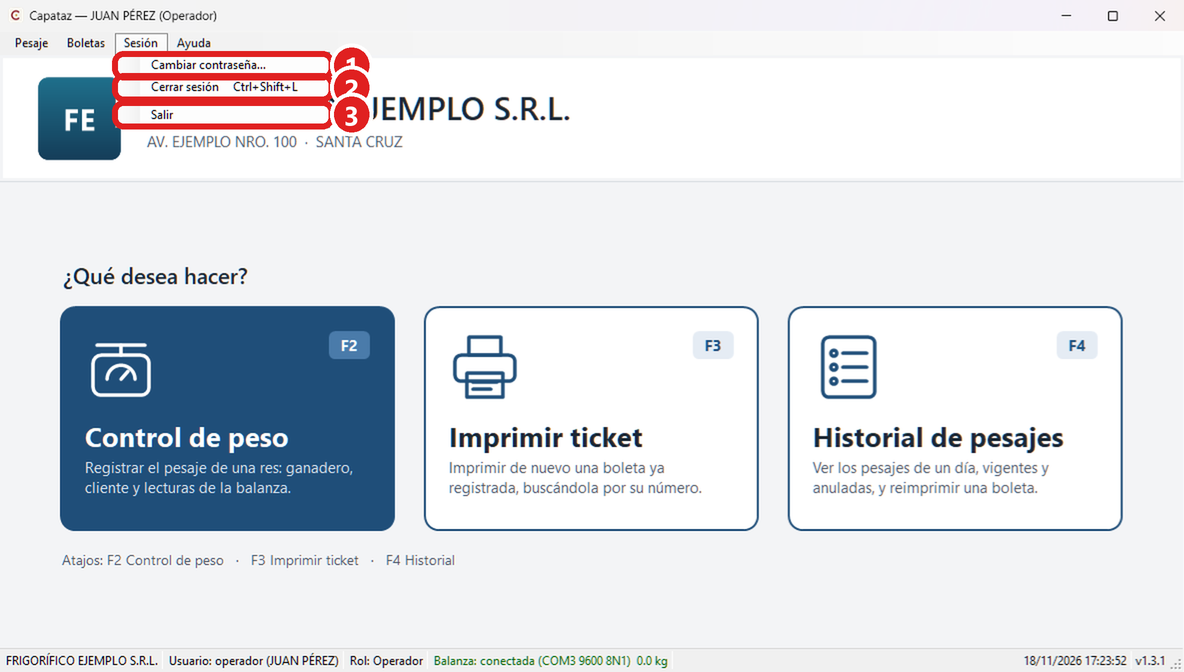 Capataz — JUAN PÉREZ (Operador)
Pesaje Boletas Sesión Ayuda
Cambiar contraseña... 1
Cerrar sesión Ctrl+Shift+L 2
Salir 3
FE
JEMPLO S.R.L.
AV. EJEMPLO NRO. 100 · SANTA CRUZ
¿Qué desea hacer?
F2
Control de peso
Registrar el pesaje de una res: ganadero,
cliente y lecturas de la balanza.
F3
Imprimir ticket
Imprimir de nuevo una boleta ya
registrada, buscándola por su número.
F4
Historial de pesajes
Ver los pesajes de un día, vigentes y
anuladas, y reimprimir una boleta.
Atajos: F2 Control de peso · F3 Imprimir ticket · F4 Historial
FRIGORÍFICO EJEMPLO S.R.L. Usuario: operador (JUAN PÉREZ) Rol: Operador Balanza: conectada (COM3 9600 8N1) 0.0 kg 18/11/2026 17:23:52 v1.3.1